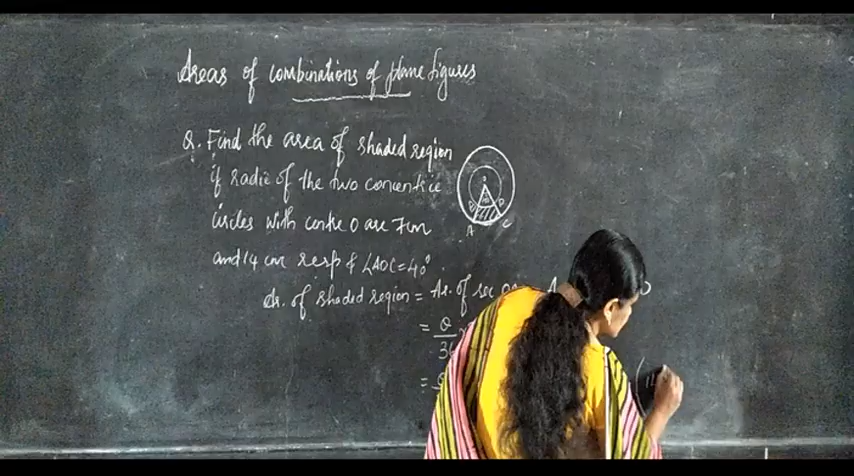 Areas of combinations of plane figures
Q. Find the area of shaded region
if radie of the two concentric
circles with centre O are 7cm
and 14 cm resp & ∠AOC = 40°
Ar. of shaded region = Ar. of sec
= θ
=
A
C
B
D